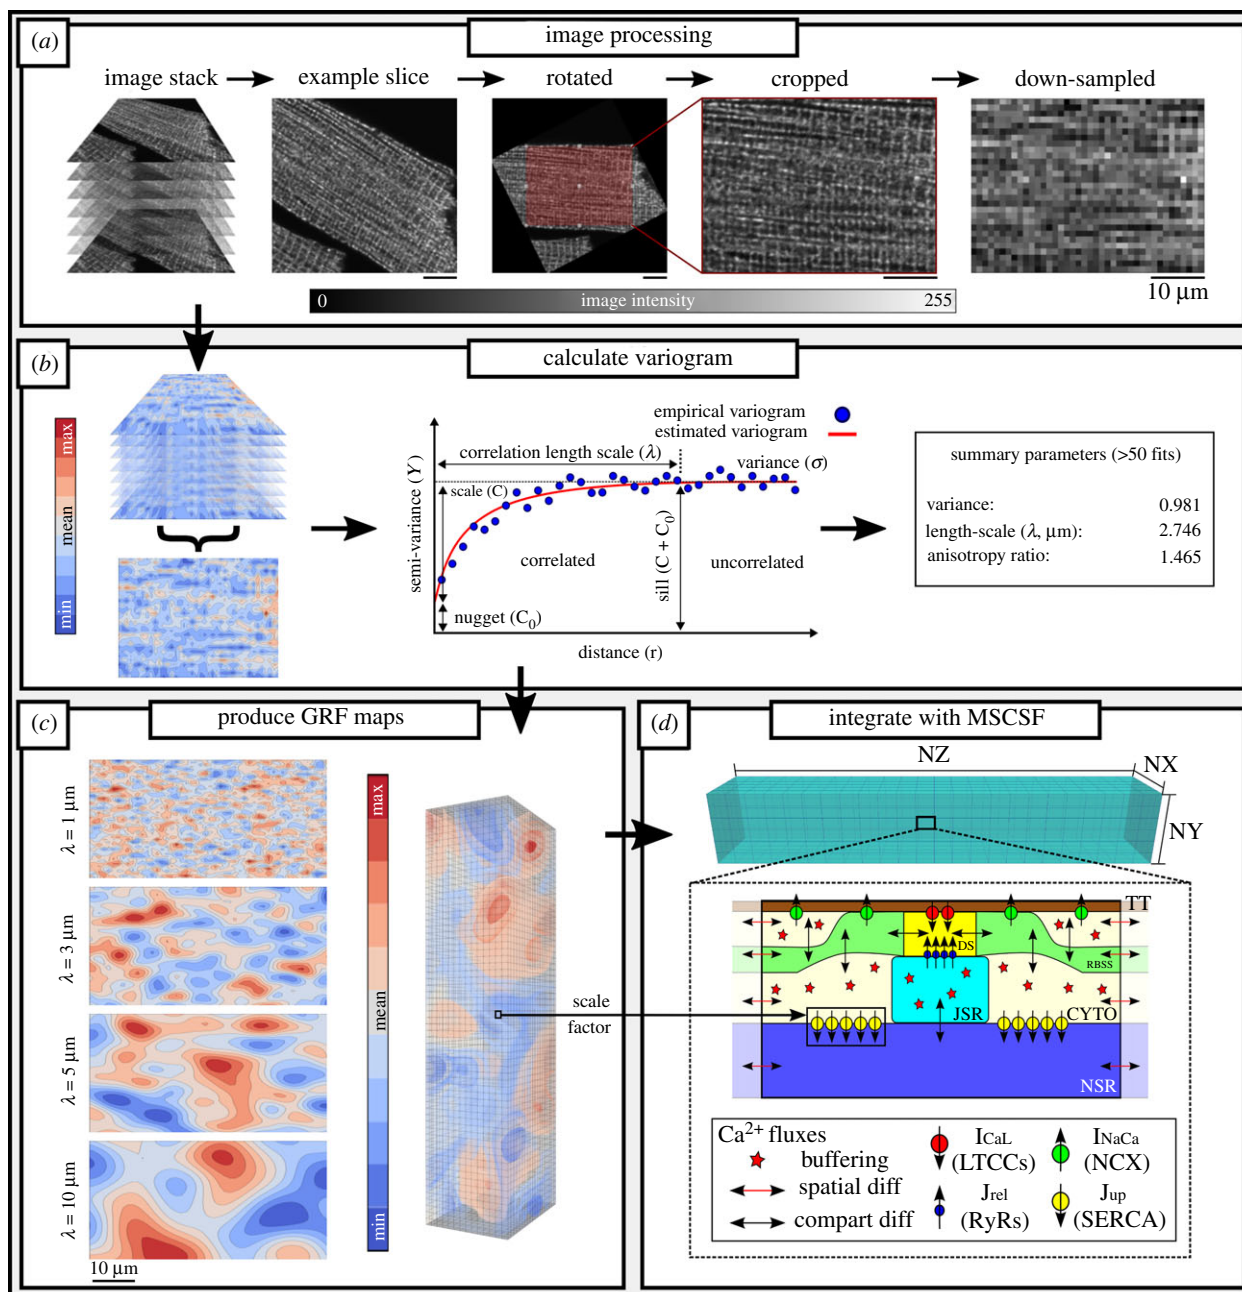 (a)
image processing
image stack
example slice
rotated
cropped
down-sampled
0
image intensity
255
10 µm
(b)
calculate variogram
max
mean
min
empirical variogram
estimated variogram
correlation length scale (λ)
variance (σ)
scale (C)
semi-variance (Y)
correlated
uncorrelated
sill (C + C₀)
nugget (C₀)
distance (r)
summary parameters (>50 fits)
variance: 0.981
length-scale (λ, µm): 2.746
anisotropy ratio: 1.465
(c)
produce GRF maps
λ = 1 µm
λ = 3 µm
λ = 5 µm
λ = 10 µm
10 µm
max
mean
min
scale
factor
(d)
integrate with MSCSF
NZ
NX
NY
TT
DS
RBSS
JSR
CYTO
NSR
Ca²⁺ fluxes
buffering
spatial diff
compart diff
ICaL
(LTCCs)
INaCa
(NCX)
Jrel
(RyRs)
Jup
(SERCA)